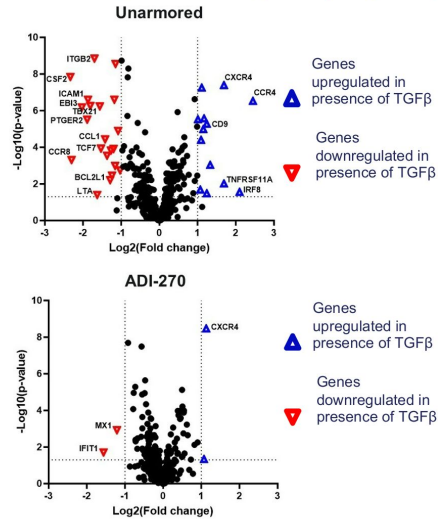 Unarmored
-Log10(p-value)
10
8
6
4
2
0
-3
-2
-1
0
1
2
3
Log2(Fold change)
ITGB2
CSF2
ICAM1
EBI3
TBX21
PTGER2
CCL1
TCF7
CCR8
BCL2L1
LTA
CXCR4
CCR4
CD9
TNFRSF11A
IRF8
Genes
upregulated in
presence of TGFβ
Genes
downregulated in
presence of TGFβ
ADI-270
-Log10(p-value)
10
8
6
4
2
0
-3
-2
-1
0
1
2
3
Log2(Fold change)
CXCR4
MX1
IFIT1
Genes
upregulated in
presence of TGFβ
Genes
downregulated in
presence of TGFβ